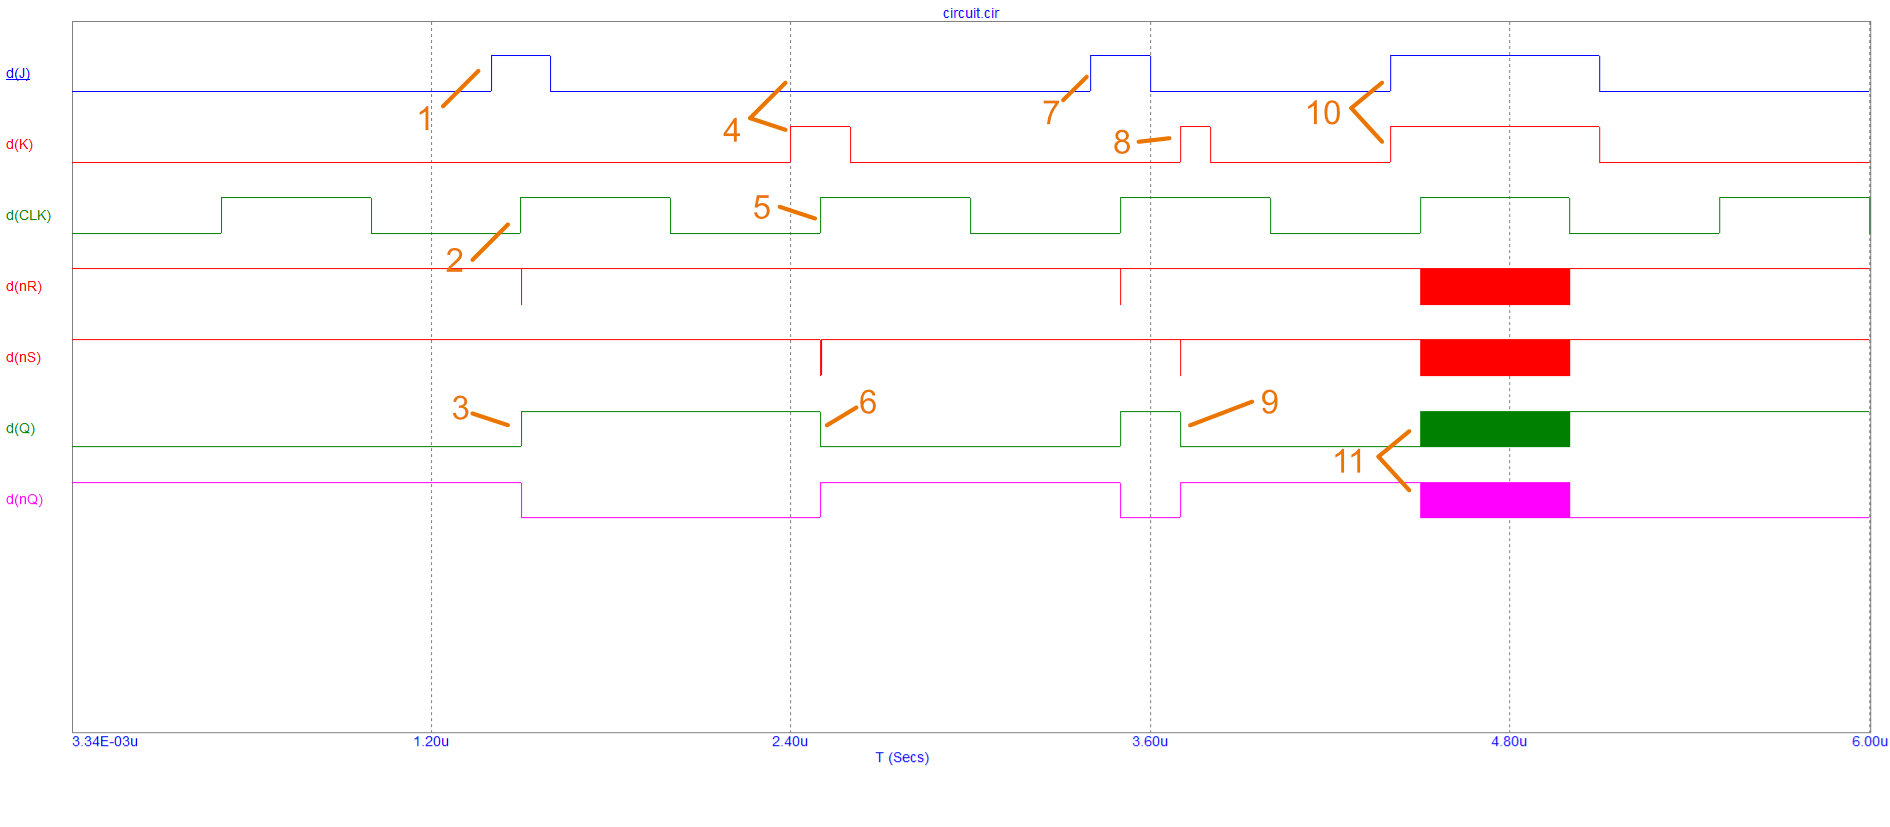 circuit.cir
d(J)
1
4
7
10
d(K)
8
d(CLK)
5
2
d(nR)
d(nS)
3
6
9
d(Q)
11
d(nQ)
3.34E-03u 1.20u 2.40u 3.60u 4.80u 6.00u
T (Secs)